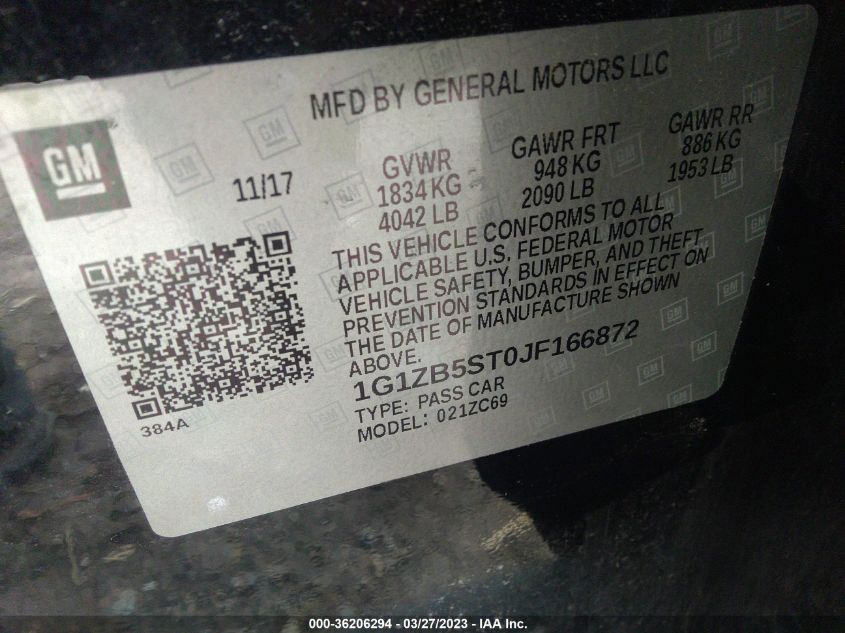 MFD BY GENERAL MOTORS LLC
GM
11/17
GVWR
1834 KG
4042 LB
GAWR FRT
948 KG
2090 LB
GAWR RR
886 KG
1953 LB
THIS VEHICLE CONFORMS TO ALL
APPLICABLE U.S. FEDERAL MOTOR
VEHICLE SAFETY, BUMPER, AND THEFT
PREVENTION STANDARDS IN EFFECT ON
THE DATE OF MANUFACTURE SHOWN
ABOVE.
1G1ZB5ST0JF166872
TYPE: PASS CAR
MODEL: 021ZC69
384A
000-36206294 — 03/27/2023 — IAA Inc.